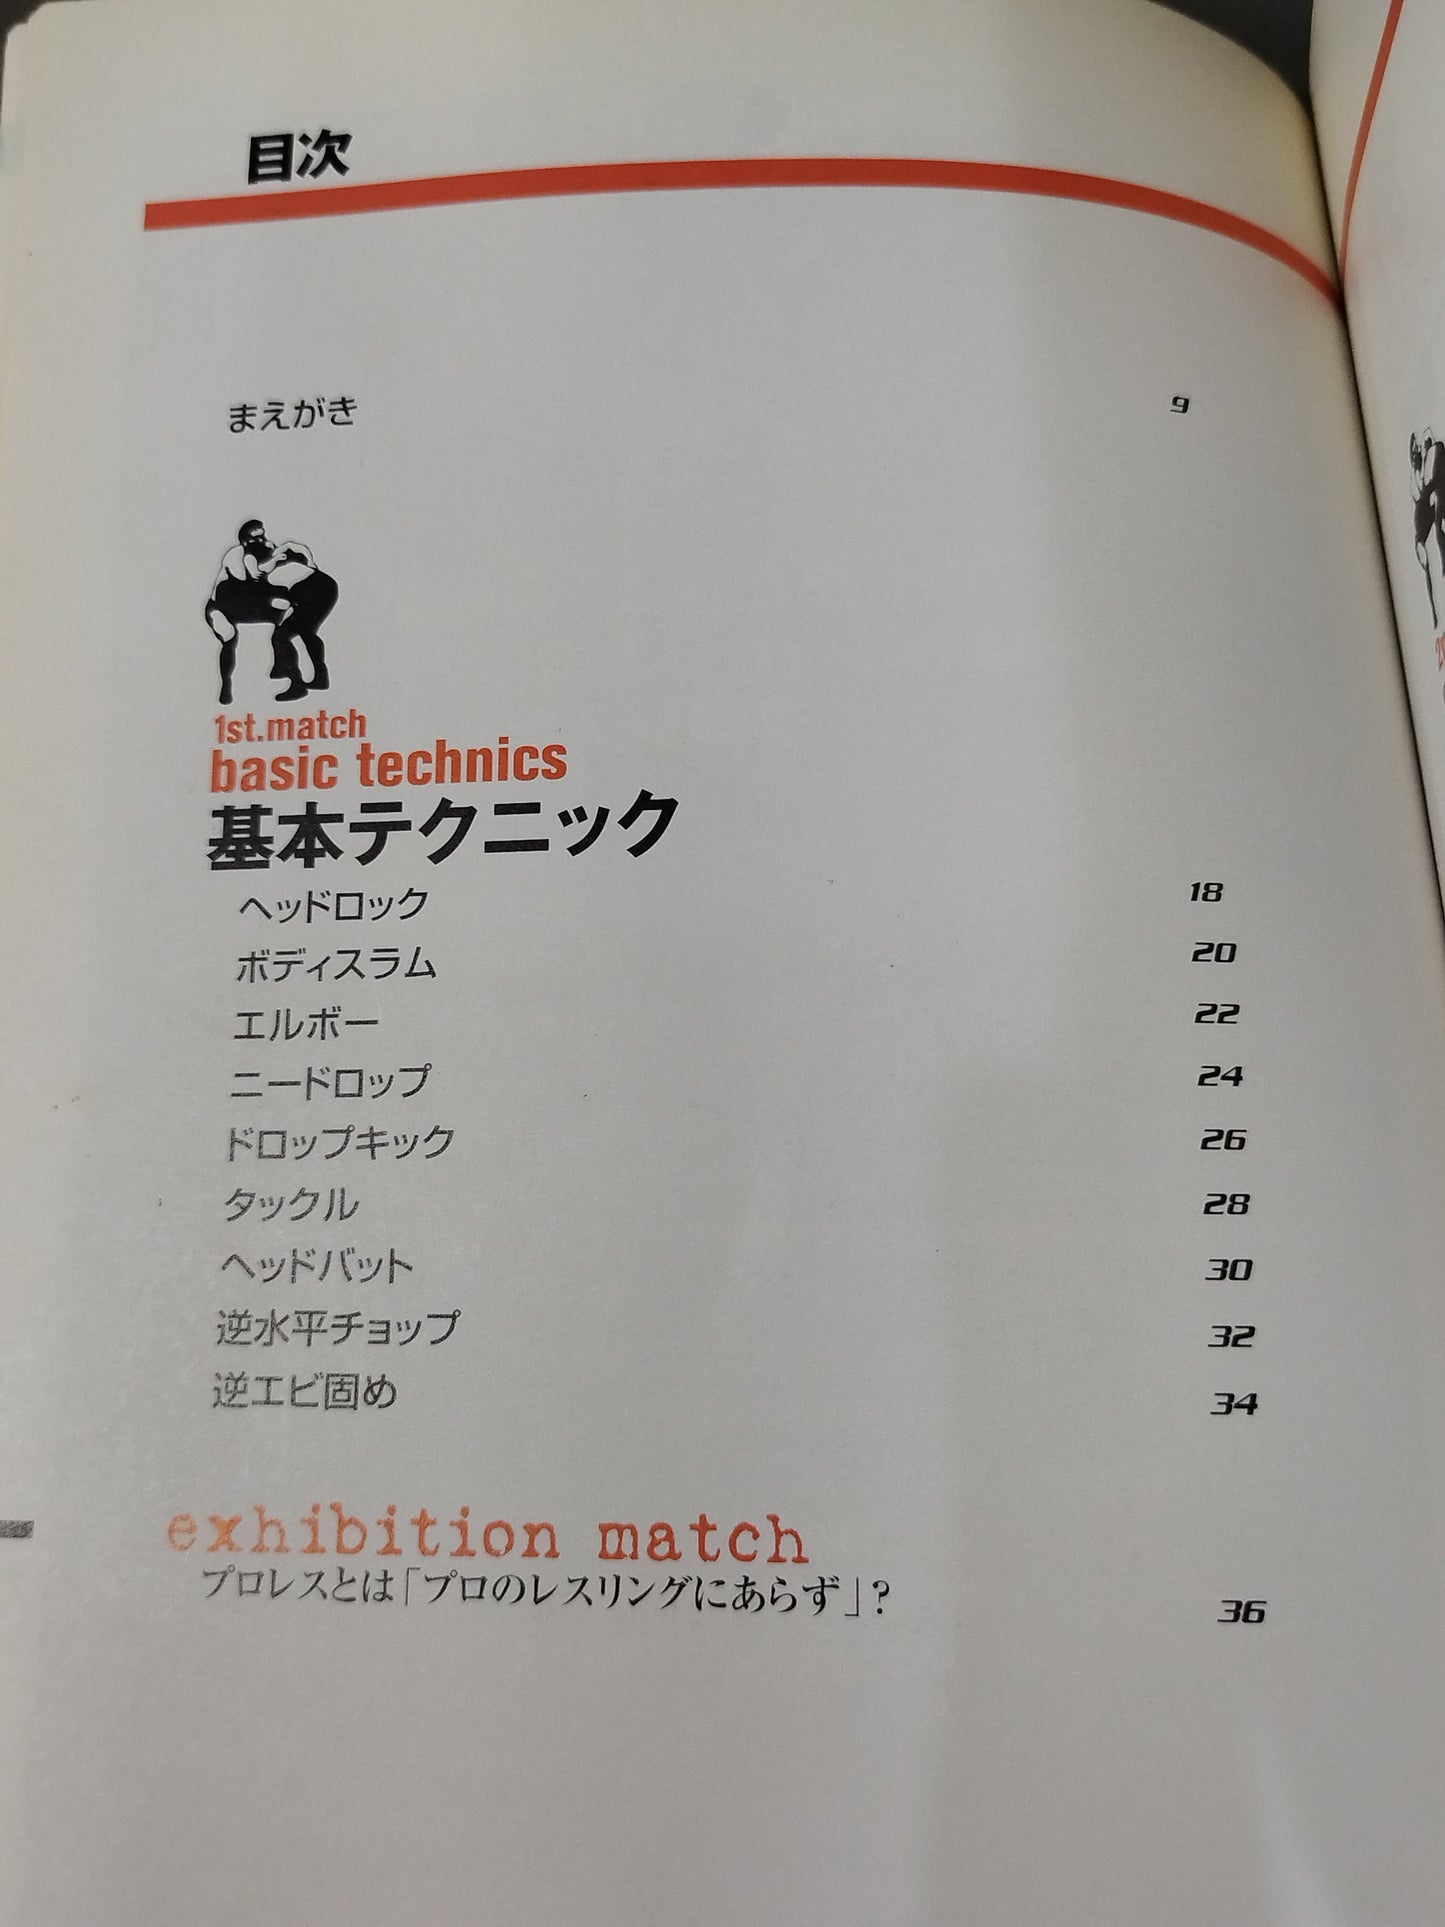 目次
まえがき 9
1st.match
basic technics
基本テクニック
ヘッドロック 18
ボディスラム 20
エルボー 22
ニードロップ 24
ドロップキック 26
タックル 28
ヘッドバット 30
逆水平チョップ 32
逆エビ固め 34
exhibition match
プロレスとは「プロのレスリングにあらず」? 36